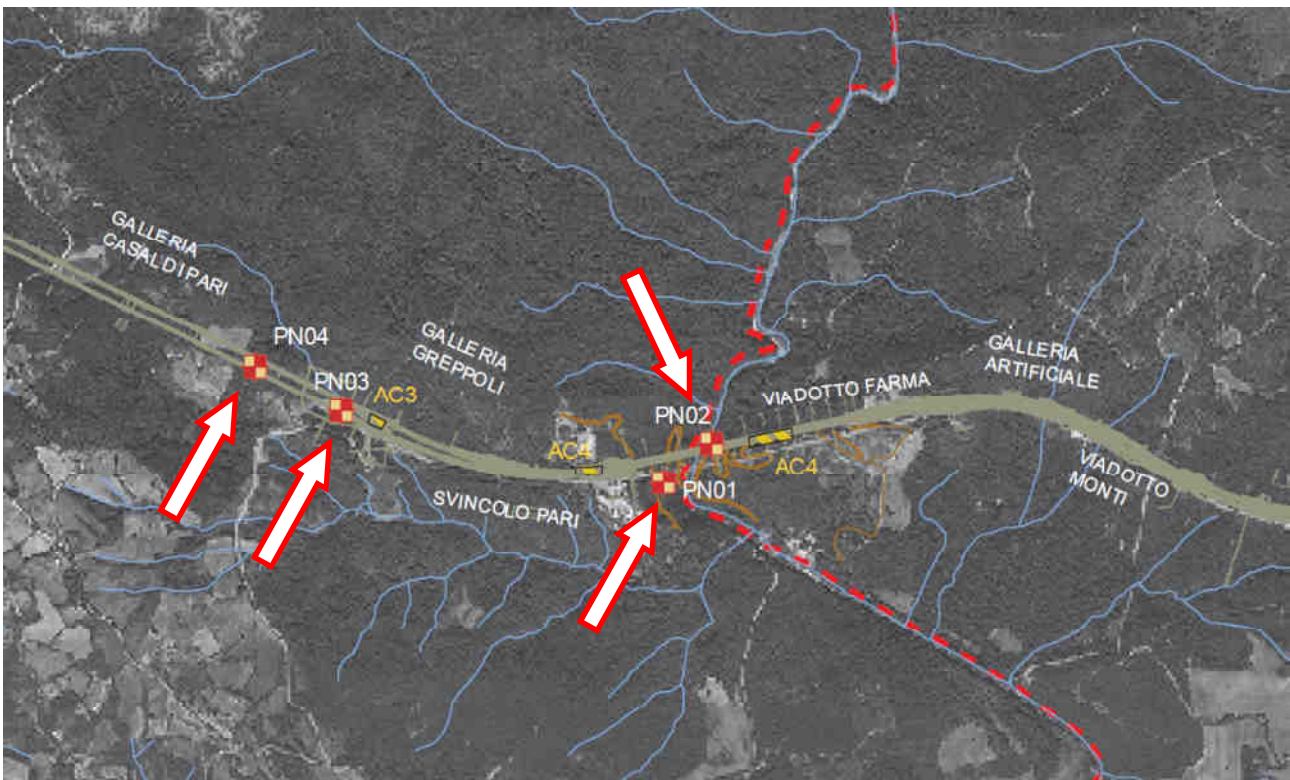 GALLERIA
CASALDIPARI
PN04
PN03
AC3
GALLERIA
GREPPOLI
SVINCOLO PARI
AC4
PN02
PN01
VIADOTTO FARMA
AC4
GALLERIA
ARTIFICIALE
VIADOTTO
MONTI